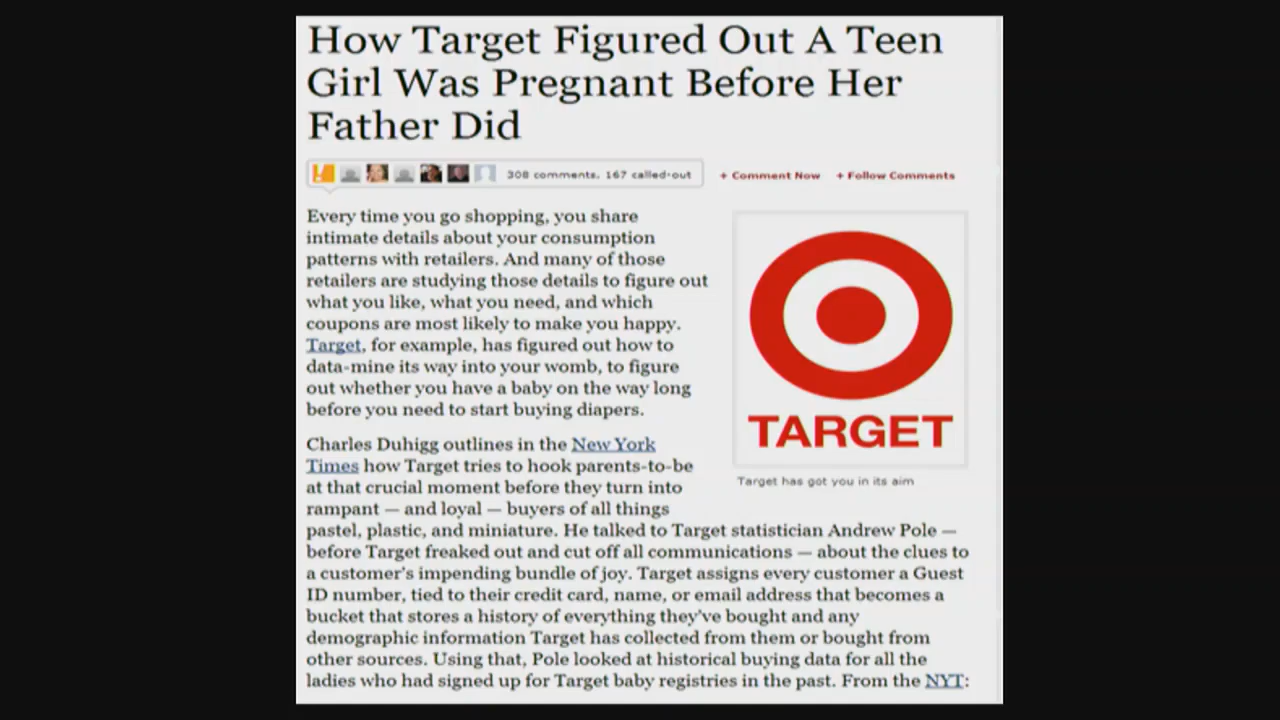 How Target Figured Out A Teen
Girl Was Pregnant Before Her
Father Did
308 comments, 167 called-out
+ Comment Now
+ Follow Comments
Every time you go shopping, you share
intimate details about your consumption
patterns with retailers. And many of those
retailers are studying those details to figure out
what you like, what you need, and which
coupons are most likely to make you happy.
Target, for example, has figured out how to
data-mine its way into your womb, to figure
out whether you have a baby on the way long
before you need to start buying diapers.
TARGET
Target has got you in its aim
Charles Duhigg outlines in the New York
Times how Target tries to hook parents-to-be
at that crucial moment before they turn into
rampant — and loyal — buyers of all things
pastel, plastic, and miniature. He talked to Target statistician Andrew Pole —
before Target freaked out and cut off all communications — about the clues to
a customer's impending bundle of joy. Target assigns every customer a Guest
ID number, tied to their credit card, name, or email address that becomes a
bucket that stores a history of everything they've bought and any
demographic information Target has collected from them or bought from
other sources. Using that, Pole looked at historical buying data for all the
ladies who had signed up for Target baby registries in the past. From the NYT: